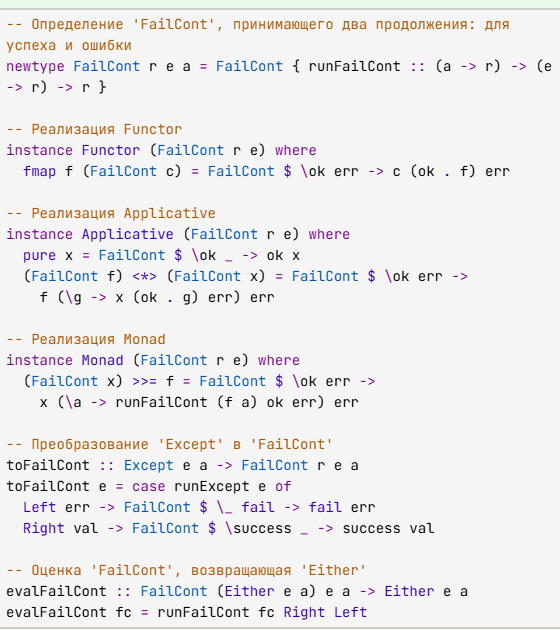 -- Определение 'FailCont', принимающего два продолжения: для
успеха и ошибки
newtype FailCont r e a = FailCont { runFailCont :: (a -> r) -> (e
-> r) -> r }

-- Реализация Functor
instance Functor (FailCont r e) where
  fmap f (FailCont c) = FailCont $ \ok err -> c (ok . f) err

-- Реализация Applicative
instance Applicative (FailCont r e) where
  pure x = FailCont $ \ok _ -> ok x
  (FailCont f) <*> (FailCont x) = FailCont $ \ok err ->
    f (\g -> x (ok . g) err) err

-- Реализация Monad
instance Monad (FailCont r e) where
  (FailCont x) >>= f = FailCont $ \ok err ->
    x (\a -> runFailCont (f a) ok err) err

-- Преобразование 'Except' в 'FailCont'
toFailCont :: Except e a -> FailCont r e a
toFailCont e = case runExcept e of
  Left err -> FailCont $ \_ fail -> fail err
  Right val -> FailCont $ \success _ -> success val

-- Оценка 'FailCont', возвращающая 'Either'
evalFailCont :: FailCont (Either e a) e a -> Either e a
evalFailCont fc = runFailCont fc Right Left